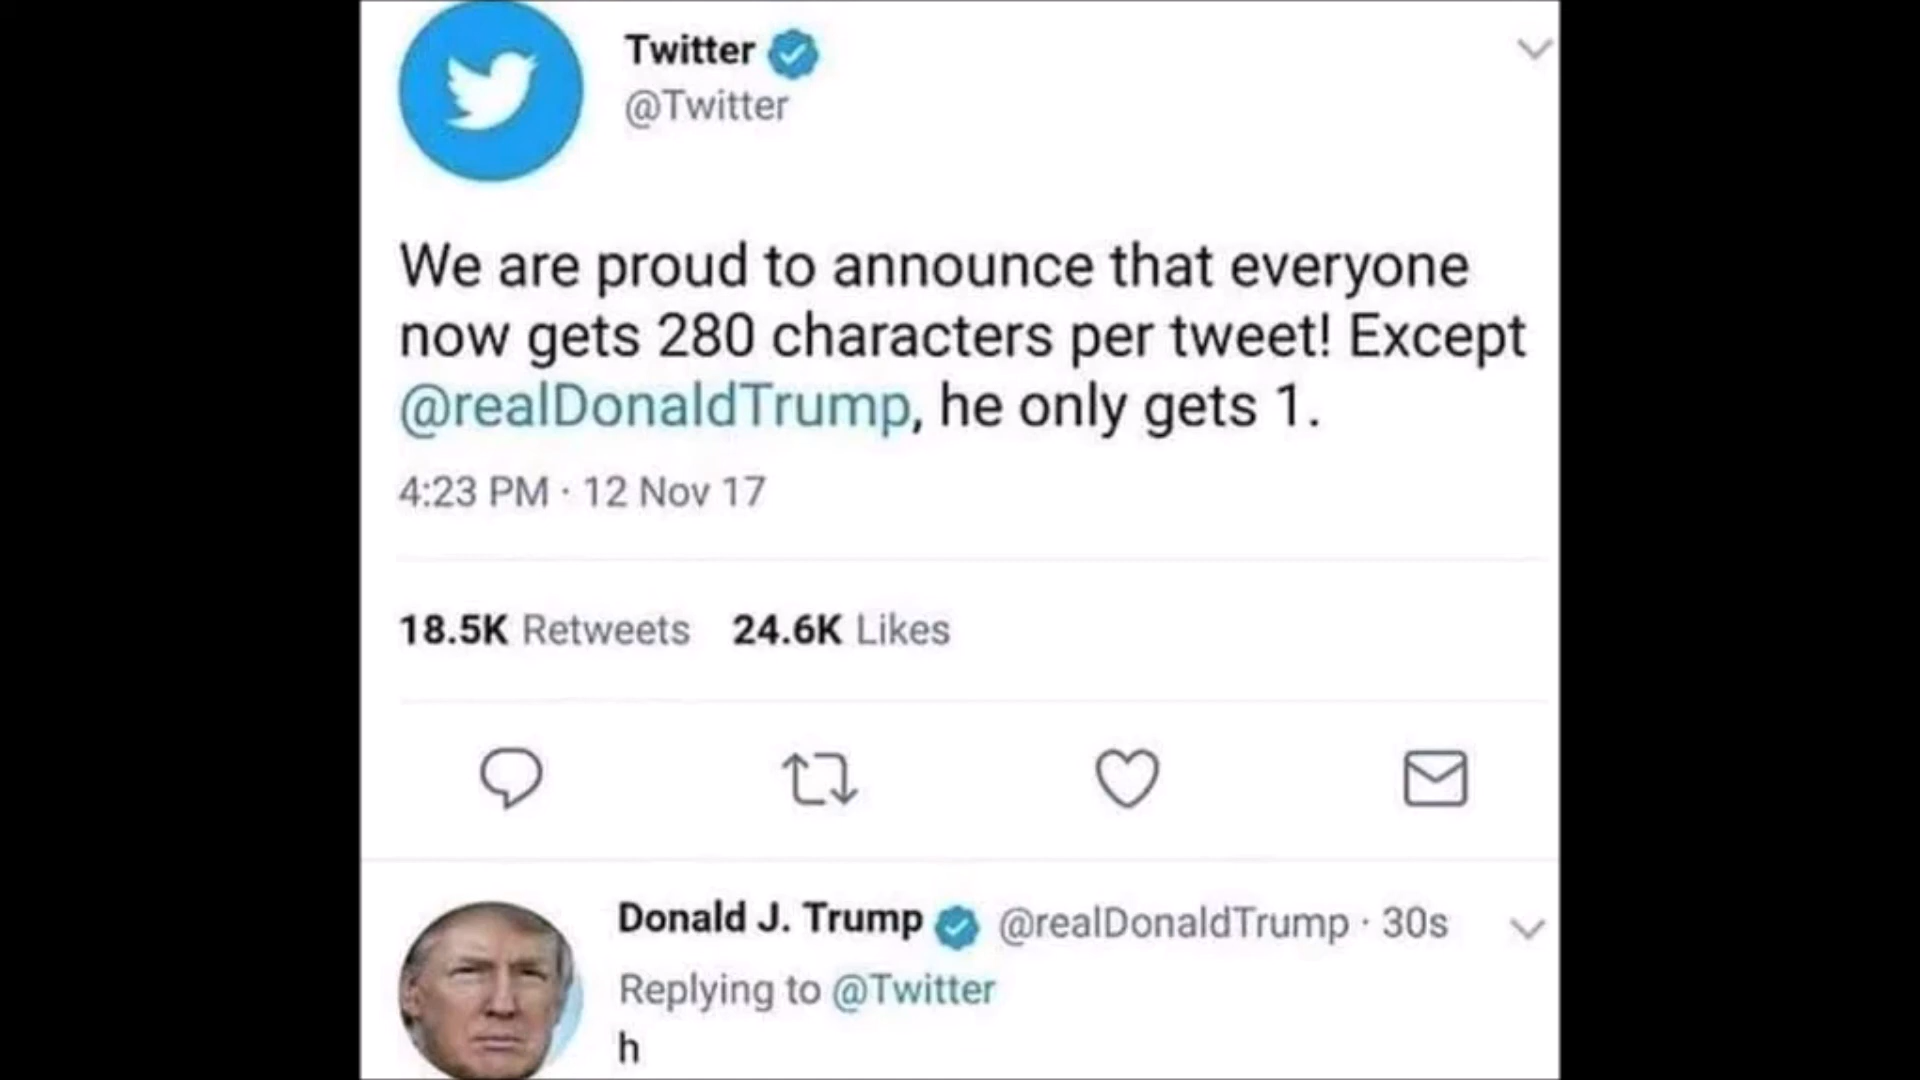 Twitter
@Twitter
We are proud to announce that everyone
now gets 280 characters per tweet! Except
@realDonaldTrump, he only gets 1.
4:23 PM · 12 Nov 17
18.5K Retweets 24.6K Likes
Donald J. Trump @realDonaldTrump · 30s
Replying to @Twitter
h